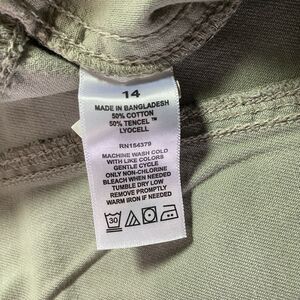 14
MADE IN BANGLADESH
50% COTTON
50% TENCEL™
LYOCELL
RN154379
MACHINE WASH COLD
WITH LIKE COLORS
GENTLE CYCLE
ONLY NON-CHLORINE
BLEACH WHEN NEEDED
TUMBLE DRY LOW
REMOVE PROMPTLY
WARM IRON IF NEEDED
30